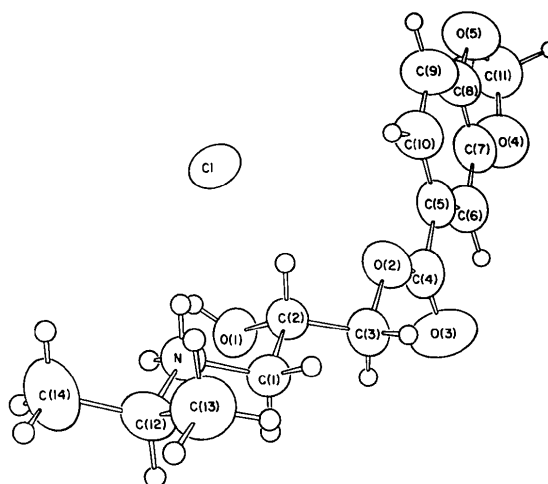 O(5)
C(9)
C(11)
C(8)
C(10)
C(7)
O(4)
Cl
C(5)
C(6)
O(2)
C(4)
C(2)
O(1)
C(3)
O(3)
N
C(1)
C(14)
C(13)
C(12)